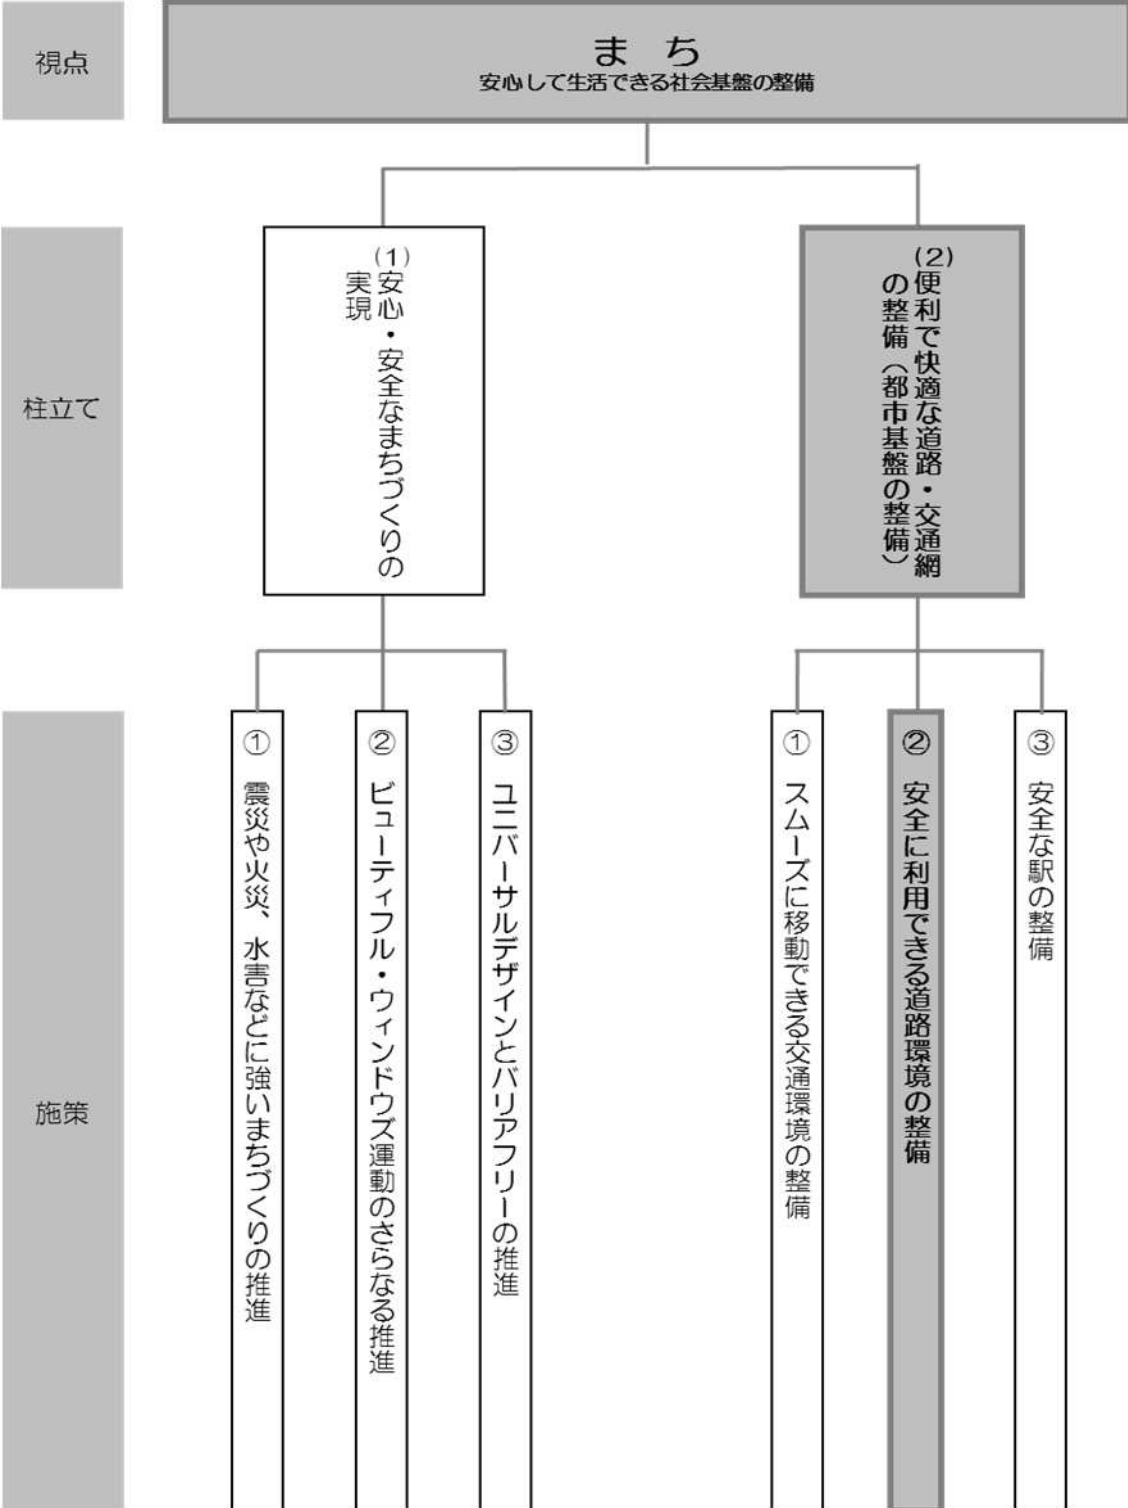 視点
まち
安心して生活できる社会基盤の整備
柱立て
(1)安心・安全なまちづくりの
実現
(2)便利で快適な道路・交通網
の整備（都市基盤の整備）
施策
① 震災や火災、水害などに強いまちづくりの推進
② ビューティフル・ウィンドウズ運動のさらなる推進
③ ユニバーサルデザインとバリアフリーの推進
① スムーズに移動できる交通環境の整備
② 安全に利用できる道路環境の整備
③ 安全な駅の整備